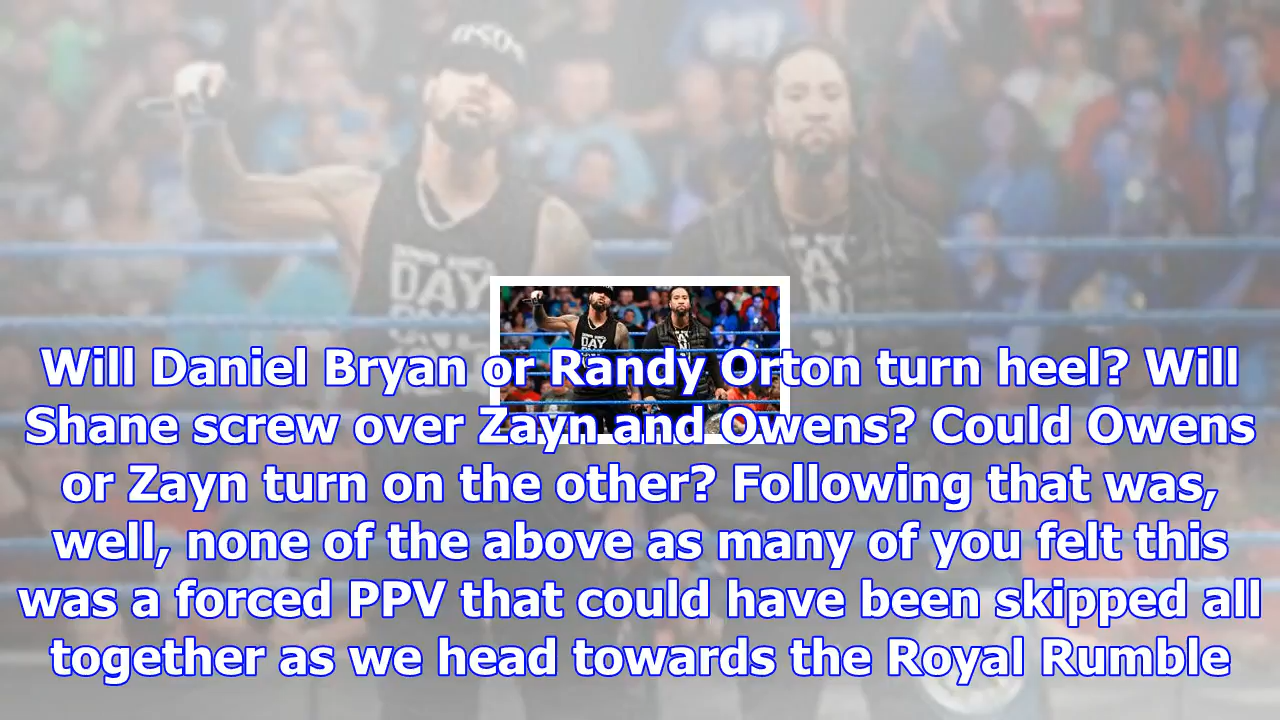 Will Daniel Bryan or Randy Orton turn heel? Will
Shane screw over Zayn and Owens? Could Owens
or Zayn turn on the other? Following that was,
well, none of the above as many of you felt this
was a forced PPV that could have been skipped all
together as we head towards the Royal Rumble
DAY